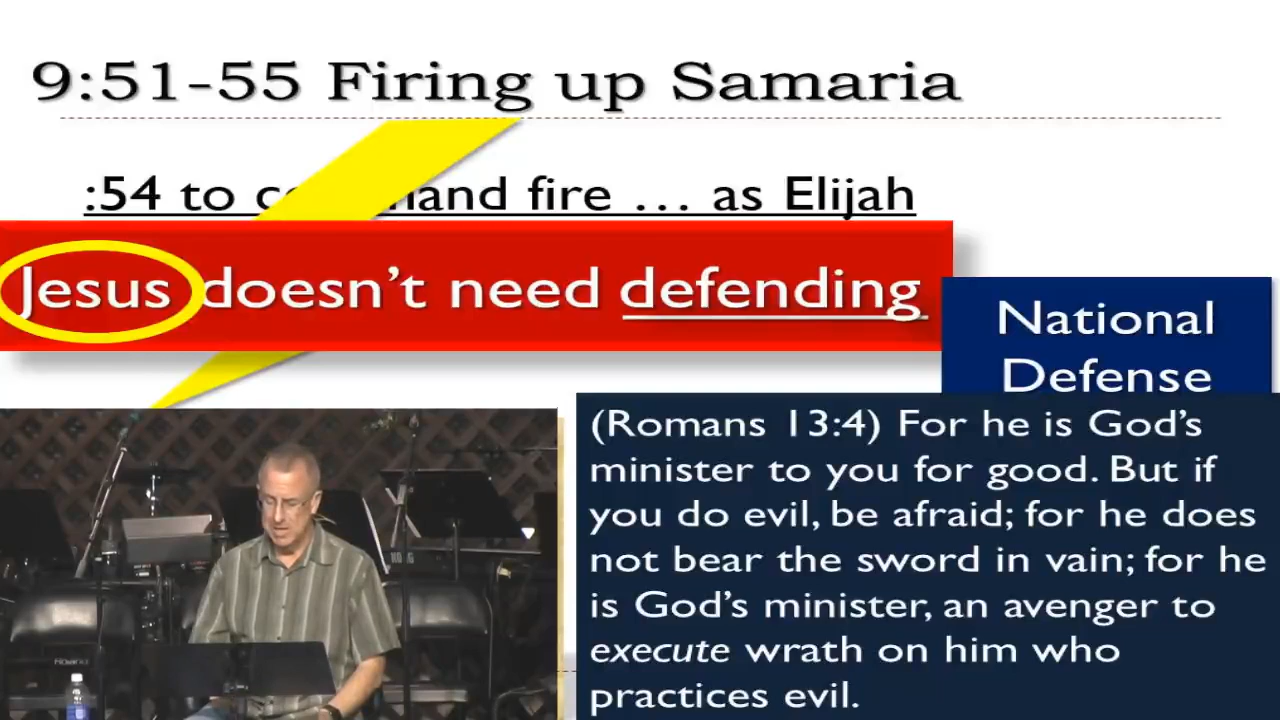 9:51-55 Firing up Samaria
:54 to command fire … as Elijah
Jesus doesn’t need defending
National
Defense
(Romans 13:4) For he is God’s
minister to you for good. But if
you do evil, be afraid; for he does
not bear the sword in vain; for he
is God’s minister, an avenger to
execute wrath on him who
practices evil.
KORG